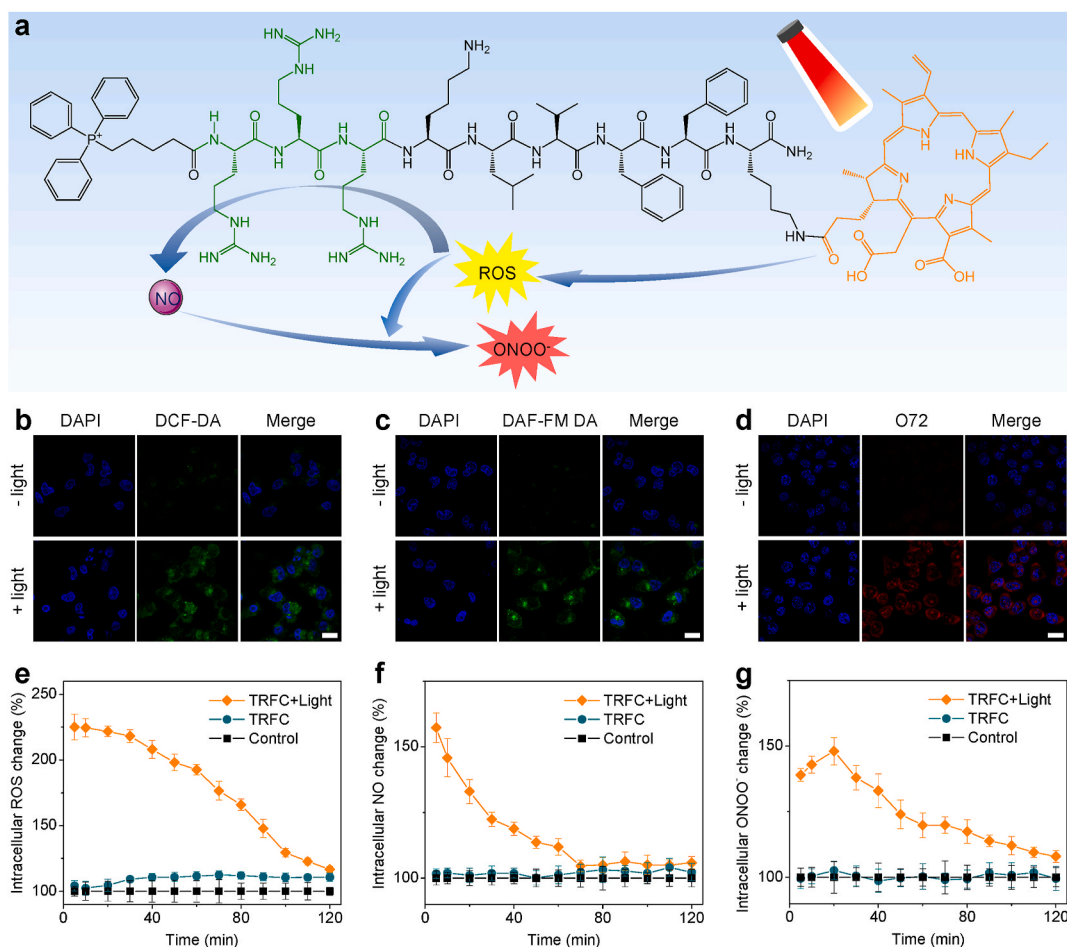 a
NH₂
HN
NH
NH₂
P⁺
O
H
N
O
N
H
O
H
N
O
N
H
O
H
N
O
N
H
O
H
N
O
N
H
O
NH₂
NH
HN
NH₂
NH
HN
NH₂
HN
O
NH
HN
N
N
O
OH
O
OH
ROS
NO
ONOO⁻
b
DAPI DCF-DA Merge
- light
+ light
c
DAPI DAF-FM DA Merge
- light
+ light
d
DAPI O72 Merge
- light
+ light
e
Intracellular ROS change (%)
250
225
150
125
100
TRFC+Light
TRFC
Control
0 40 80 120
Time (min)
f
Intracellular NO change (%)
150
100
TRFC+Light
TRFC
Control
0 40 80 120
Time (min)
g
Intracellular ONOO⁻ change (%)
150
100
TRFC+Light
TRFC
Control
0 40 80 120
Time (min)